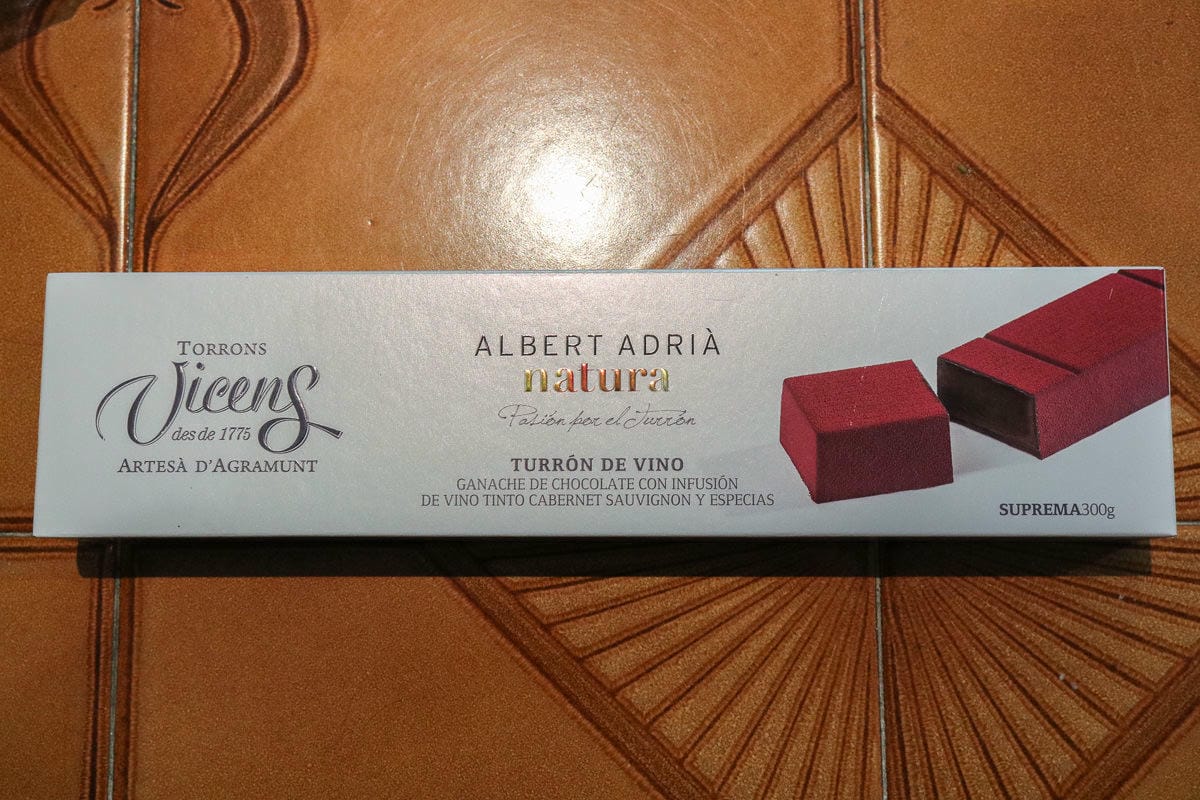 TORRONS
Vicens
des de 1775
ARTESÀ D'AGRAMUNT
ALBERT ADRIÀ
natura
Pasión por el Turrón
TURRÓN DE VINO
GANACHE DE CHOCOLATE CON INFUSIÓN
DE VINO TINTO CABERNET SAUVIGNON Y ESPECIAS
SUPREMA300g